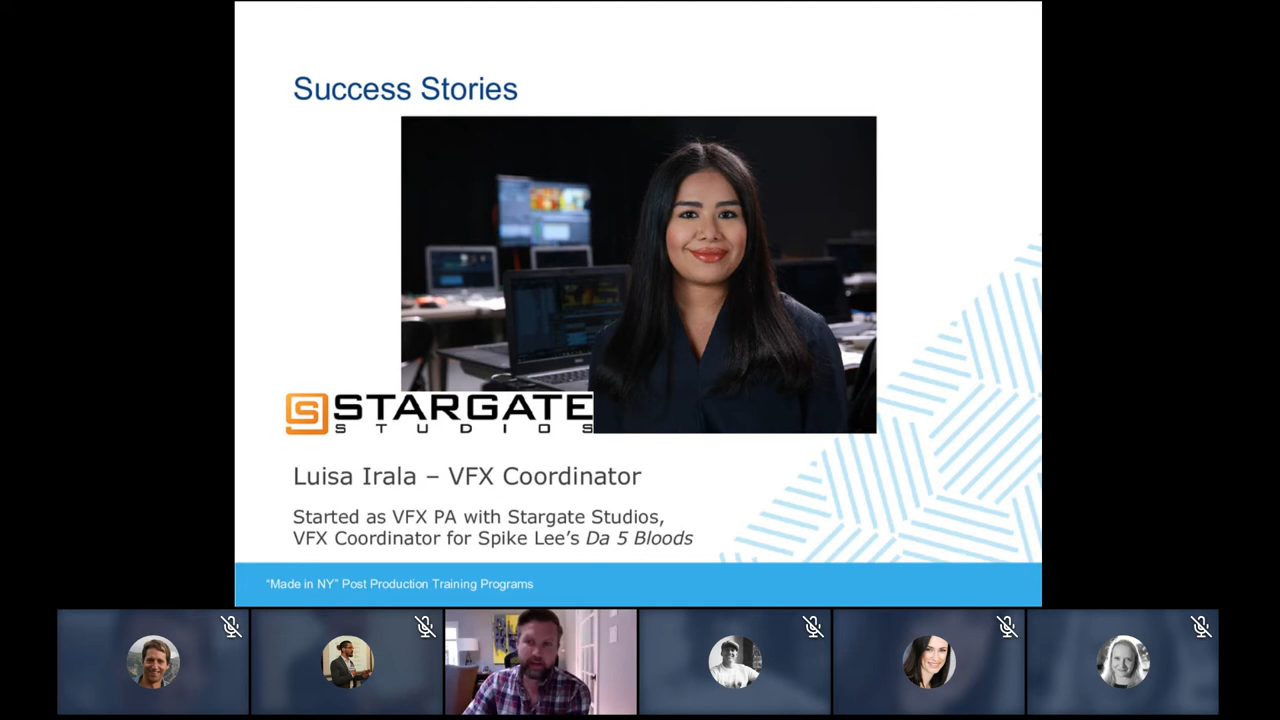 Success Stories
STARGATE
STUDIOS
Luisa Irala – VFX Coordinator
Started as VFX PA with Stargate Studios,
VFX Coordinator for Spike Lee’s Da 5 Bloods
“Made in NY” Post Production Training Programs